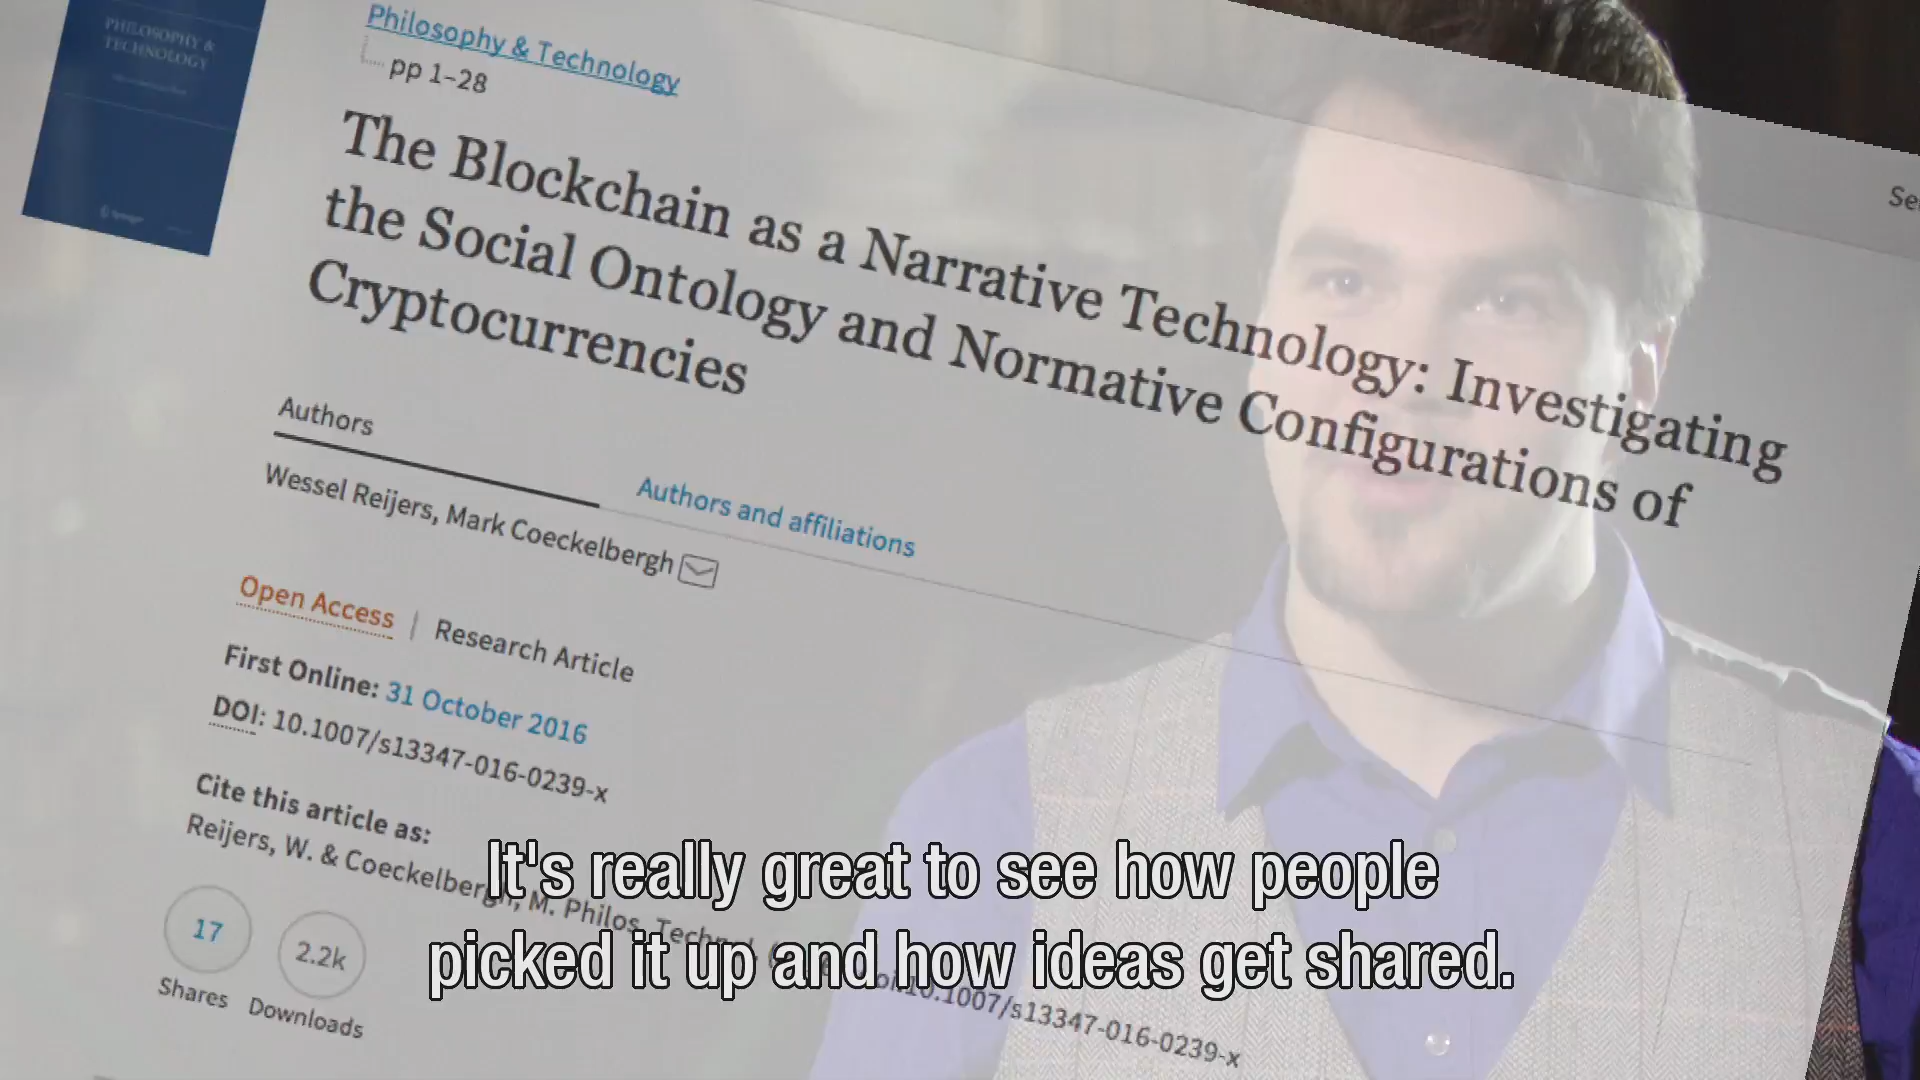 PHILOSOPHY &
TECHNOLOGY
Philosophy & Technology
pp 1–28
The Blockchain as a Narrative Technology: Investigating
the Social Ontology and Normative Configurations of
Cryptocurrencies
Authors
Authors and affiliations
Wessel Reijers, Mark Coeckelbergh
Open Access | Research Article
First Online: 31 October 2016
DOI: 10.1007/s13347-016-0239-x
Cite this article as:
Reijers, W. & Coeckelbergh, M. Philos. Technol.
doi:10.1007/s13347-016-0239-x
17
Shares
2.2k
Downloads
It's really great to see how people
picked it up and how ideas get shared.